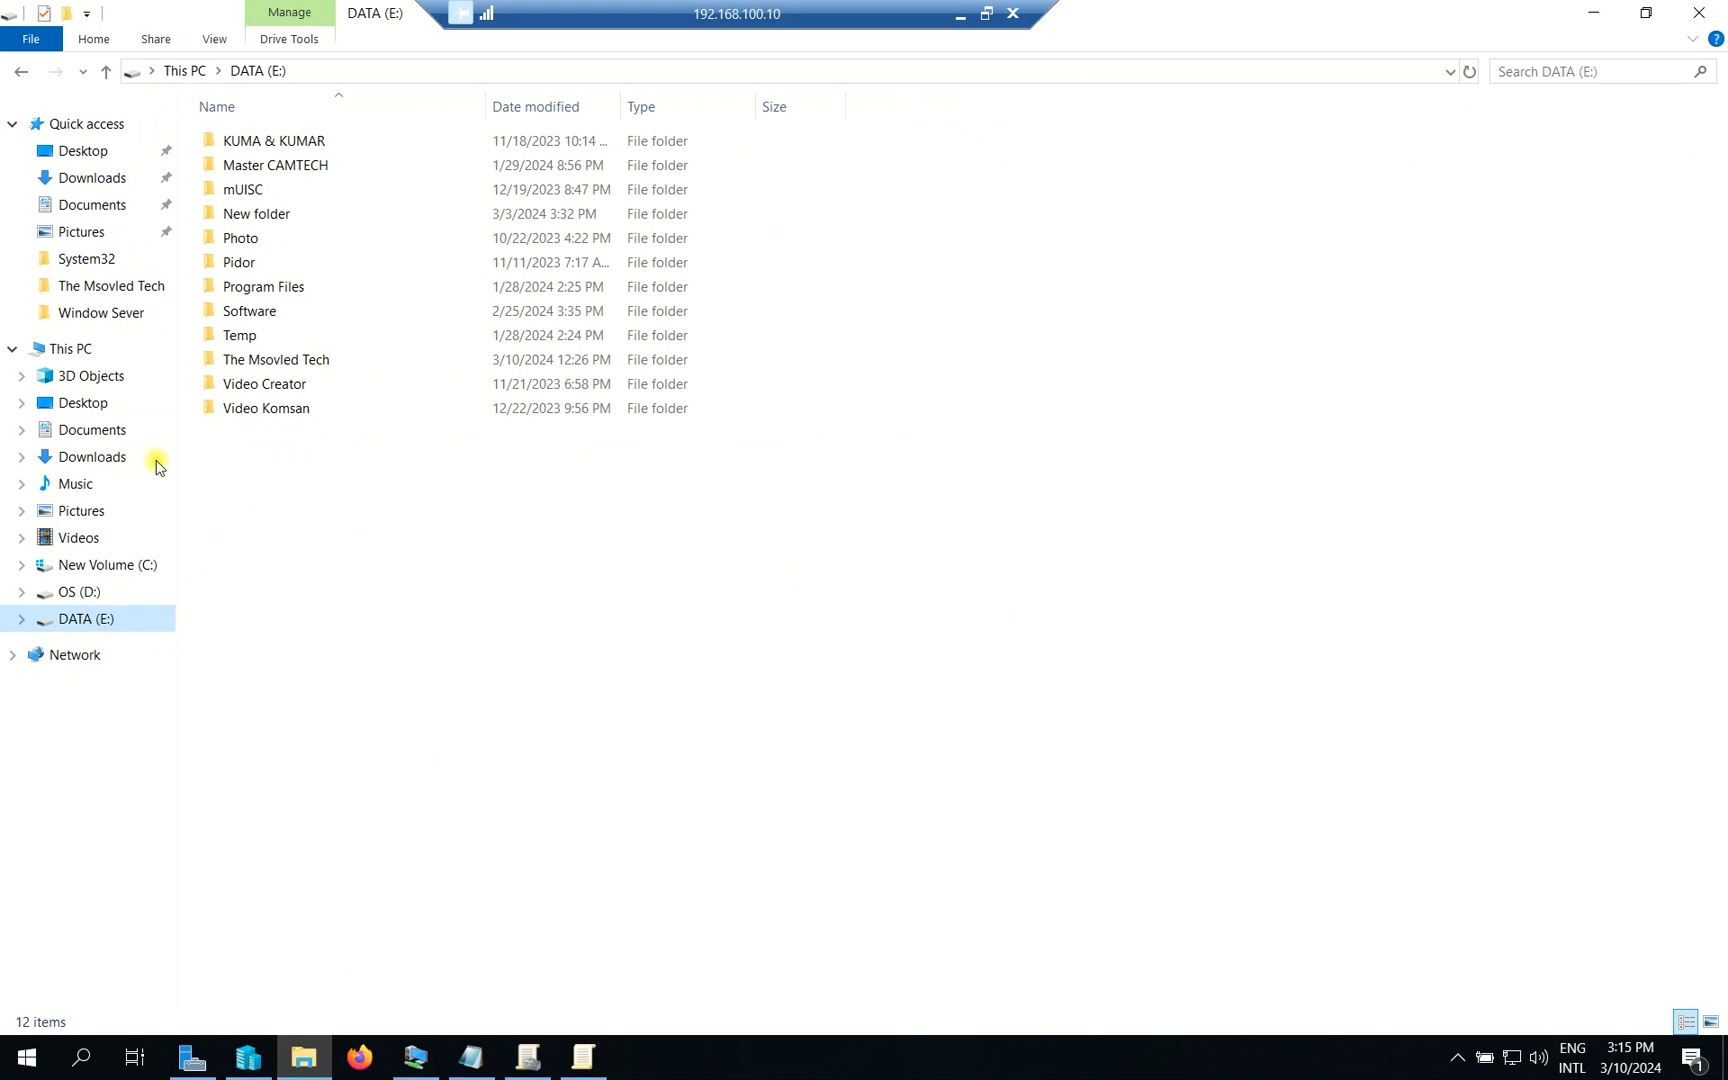 Manage
DATA (E:)
192.168.100.10
File
Home
Share
View
Drive Tools
This PC > DATA (E:)
Search DATA (E:)
Name
Date modified
Type
Size
Quick access
Desktop
Downloads
Documents
Pictures
System32
The Msovled Tech
Window Sever
This PC
3D Objects
Desktop
Documents
Downloads
Music
Pictures
Videos
New Volume (C:)
OS (D:)
DATA (E:)
Network
KUMA & KUMAR 11/18/2023 10:14 ... File folder
Master CAMTECH 1/29/2024 8:56 PM File folder
mUISC 12/19/2023 8:47 PM File folder
New folder 3/3/2024 3:32 PM File folder
Photo 10/22/2023 4:22 PM File folder
Pidor 11/11/2023 7:17 A... File folder
Program Files 1/28/2024 2:25 PM File folder
Software 2/25/2024 3:35 PM File folder
Temp 1/28/2024 2:24 PM File folder
The Msovled Tech 3/10/2024 12:26 PM File folder
Video Creator 11/21/2023 6:58 PM File folder
Video Komsan 12/22/2023 9:56 PM File folder
12 items
ENG
INTL
3:15 PM
3/10/2024
1